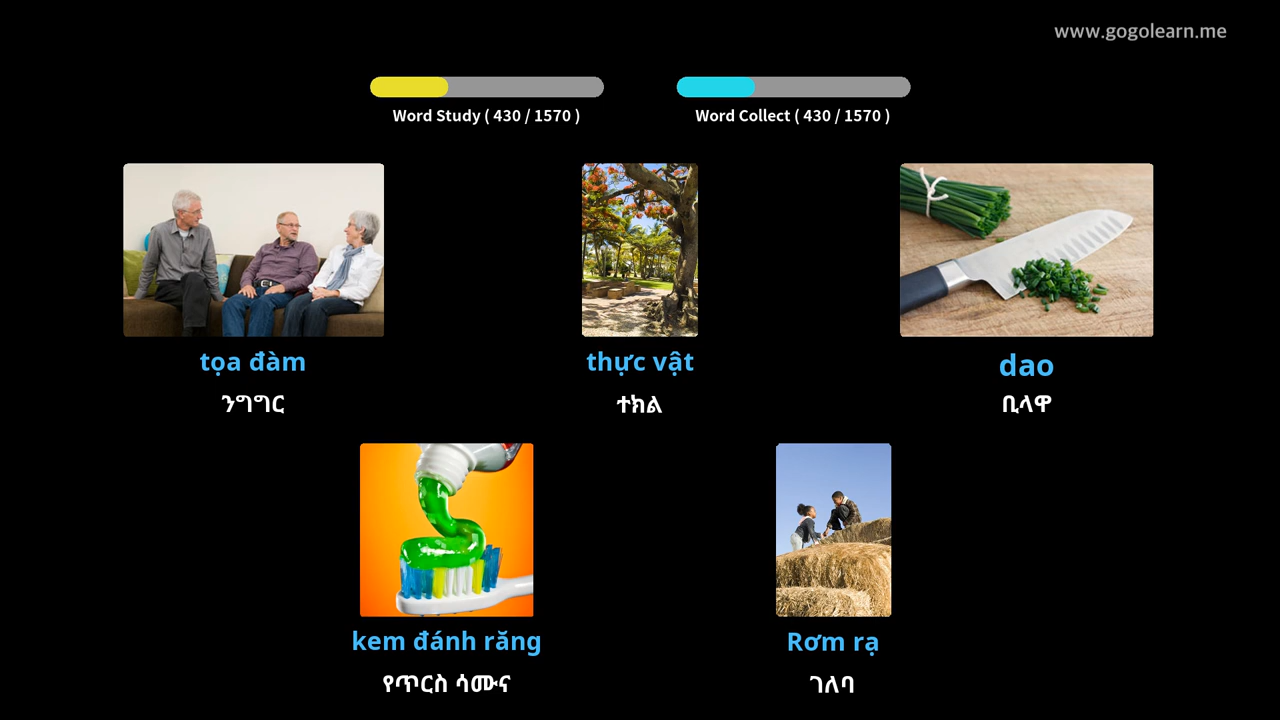 www.gogolearn.me
Word Study ( 430 / 1570 )
Word Collect ( 430 / 1570 )
tọa đàm
ንግግር
thực vật
ተክል
dao
ቢላዋ
kem đánh răng
የጥርስ ሳሙና
Rơm rạ
ገለባ